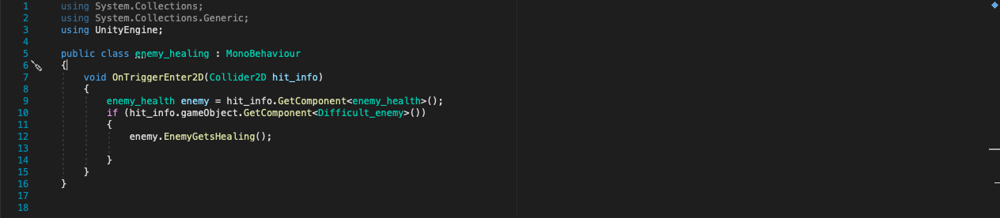 1 using System.Collections;
2 using System.Collections.Generic;
3 using UnityEngine;
4
5 public class enemy_healing : MonoBehaviour
6 {
7     void OnTriggerEnter2D(Collider2D hit_info)
8     {
9         enemy_health enemy = hit_info.GetComponent<enemy_health>();
10         if (hit_info.gameObject.GetComponent<Difficult_enemy>())
11         {
12             enemy.EnemyGetsHealing();
13
14         }
15     }
16 }
17
18